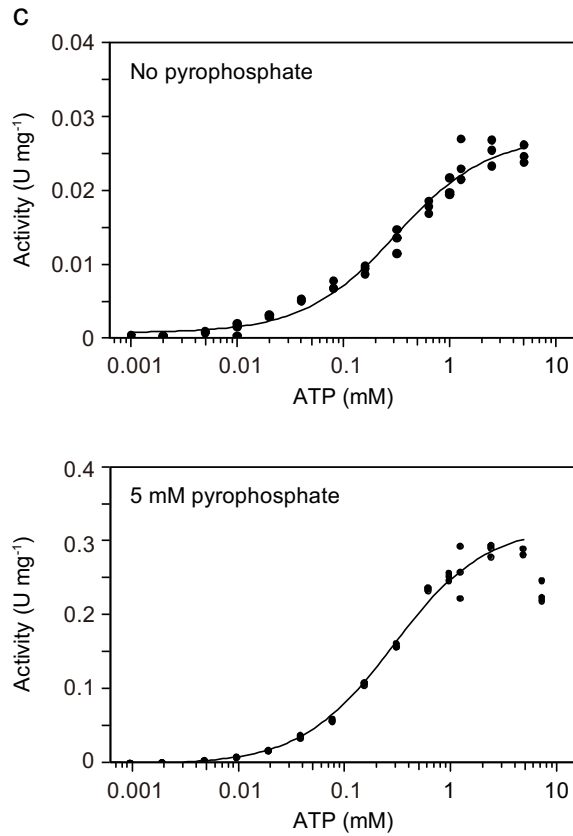 c
0.04
No pyrophosphate
0.03
0.02
0.01
0
Activity (U mg-1)
0.001 0.01 0.1 1 10
ATP (mM)
0.4
5 mM pyrophosphate
0.3
0.2
0.1
0
Activity (U mg-1)
0.001 0.01 0.1 1 10
ATP (mM)